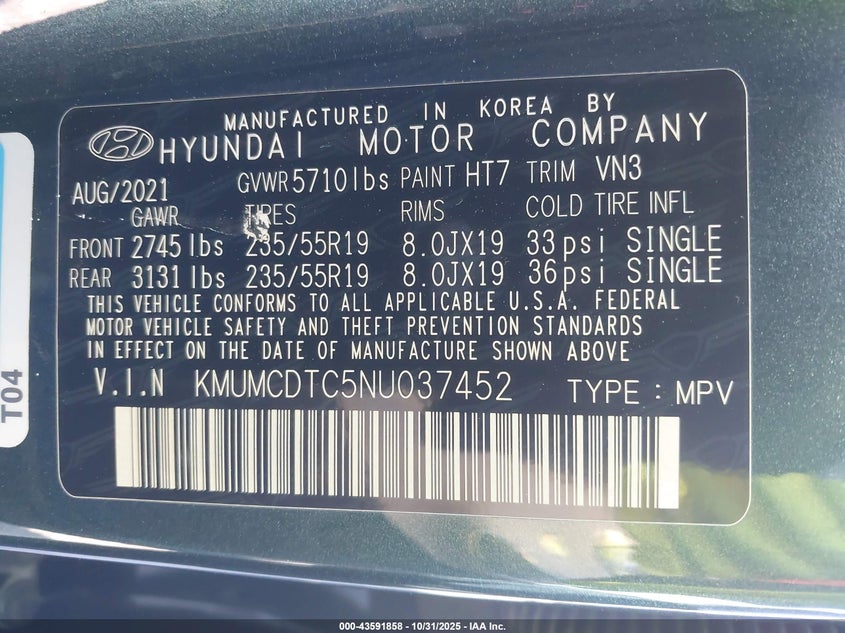 MANUFACTURED IN KOREA BY
HYUNDAI MOTOR COMPANY
AUG/2021 GVWR 5710 lbs PAINT HT7 TRIM VN3
GAWR TIRES RIMS COLD TIRE INFL
FRONT 2745 lbs 235/55R19 8.0JX19 33 psi SINGLE
REAR 3131 lbs 235/55R19 8.0JX19 36 psi SINGLE
THIS VEHICLE CONFORMS TO ALL APPLICABLE U.S.A. FEDERAL
MOTOR VEHICLE SAFETY AND THEFT PREVENTION STANDARDS
IN EFFECT ON THE DATE OF MANUFACTURE SHOWN ABOVE
V.I.N KMUMCDTC5NU037452 TYPE : MPV
T04
000-43591858 - 10/31/2025 - IAA Inc.